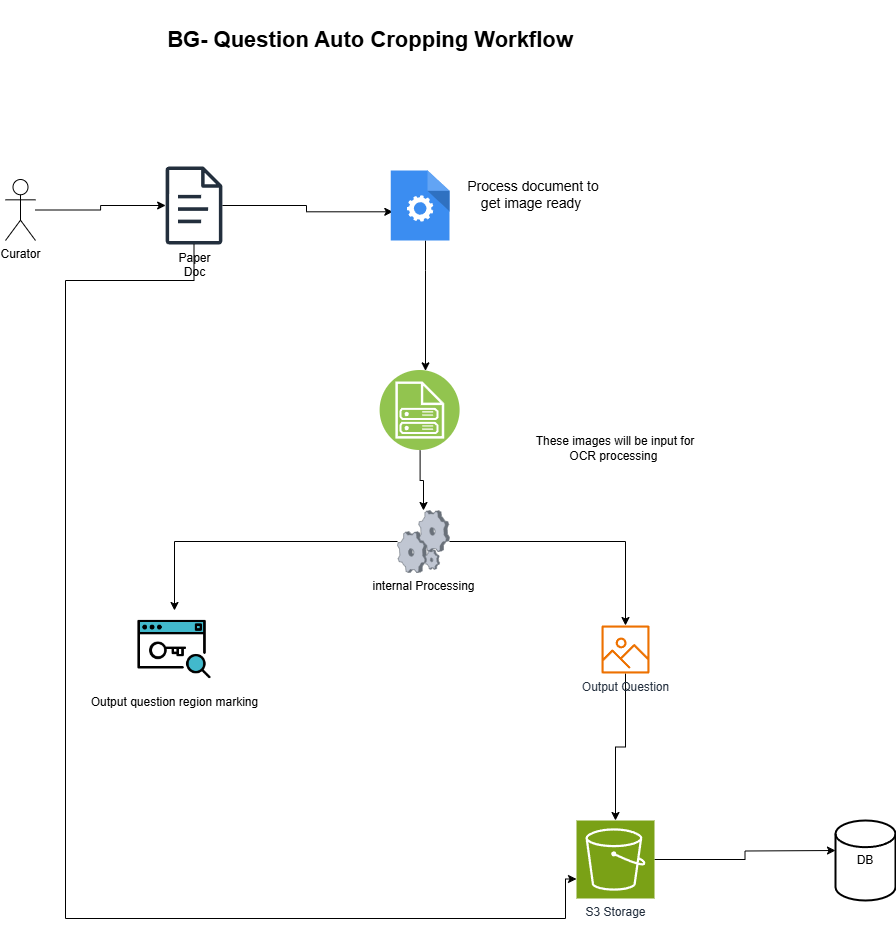 BG- Question Auto Cropping Workflow
Process document to
get image ready
Curator
Paper
Doc
These images will be input for
OCR processing
internal Processing
Output question region marking
Output Question
DB
S3 Storage